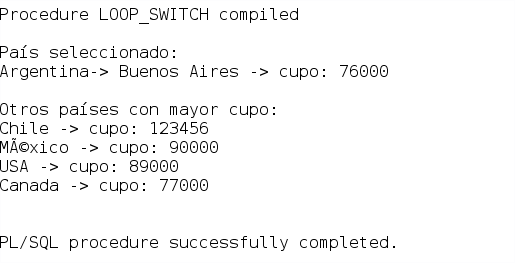 Procedure LOOP_SWITCH compiled
País seleccionado:
Argentina-> Buenos Aires -> cupo: 76000
Otros países con mayor cupo:
Chile -> cupo: 123456
MÃ©xico -> cupo: 90000
USA -> cupo: 89000
Canada -> cupo: 77000
PL/SQL procedure successfully completed.